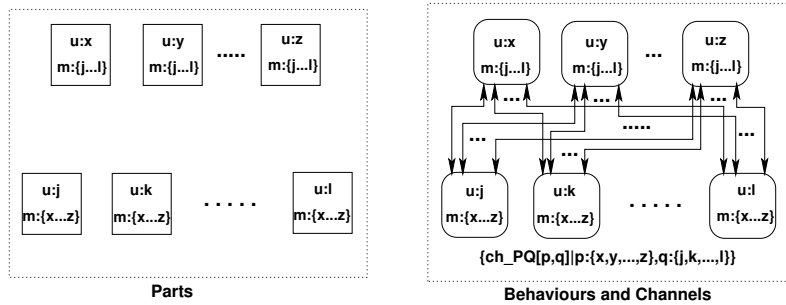 u:x u:y ..... u:z
m:{j...l} m:{j...l} m:{j...l}
u:j u:k . . . . . u:l
m:{x...z} m:{x...z} m:{x...z}
Parts
u:x u:y ... u:z
m:{j...l} m:{j...l} m:{j...l}
... ... ...
... ..... ... ...
...
u:j u:k . . . . . u:l
m:{x...z} m:{x...z} m:{x...z}
{ch_PQ[p,q]|p:{x,y,...,z},q:{j,k,...,l}}
Behaviours and Channels